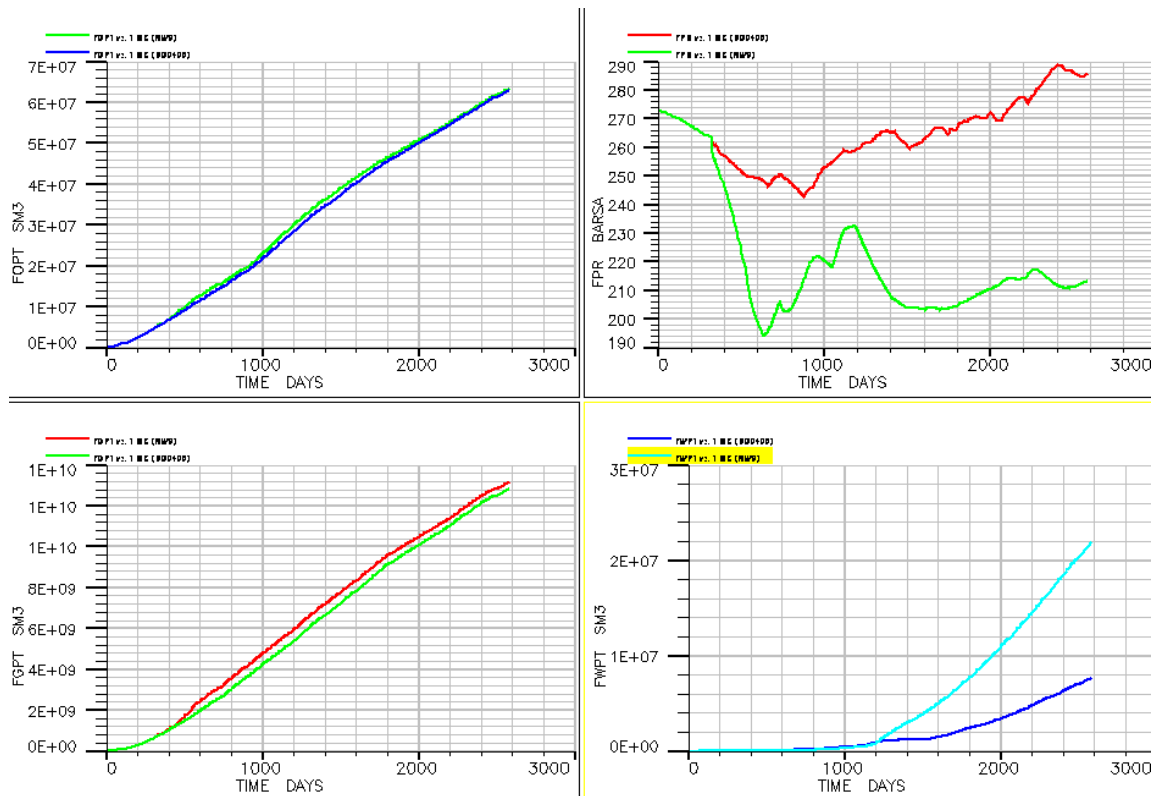 7E+07
6E+07
5E+07
4E+07
3E+07
2E+07
1E+07
0E+00
FOPT SM3
0 1000 2000 3000
TIME DAYS
290
280
270
260
250
240
230
220
210
200
190
FPR BARSA
0 1000 2000 3000
TIME DAYS
1E+10
1E+10
1E+10
8E+09
6E+09
4E+09
2E+09
0E+00
FGPT SM3
0 1000 2000 3000
TIME DAYS
3E+07
2E+07
1E+07
0E+00
FWPT SM3
0 1000 2000 3000
TIME DAYS